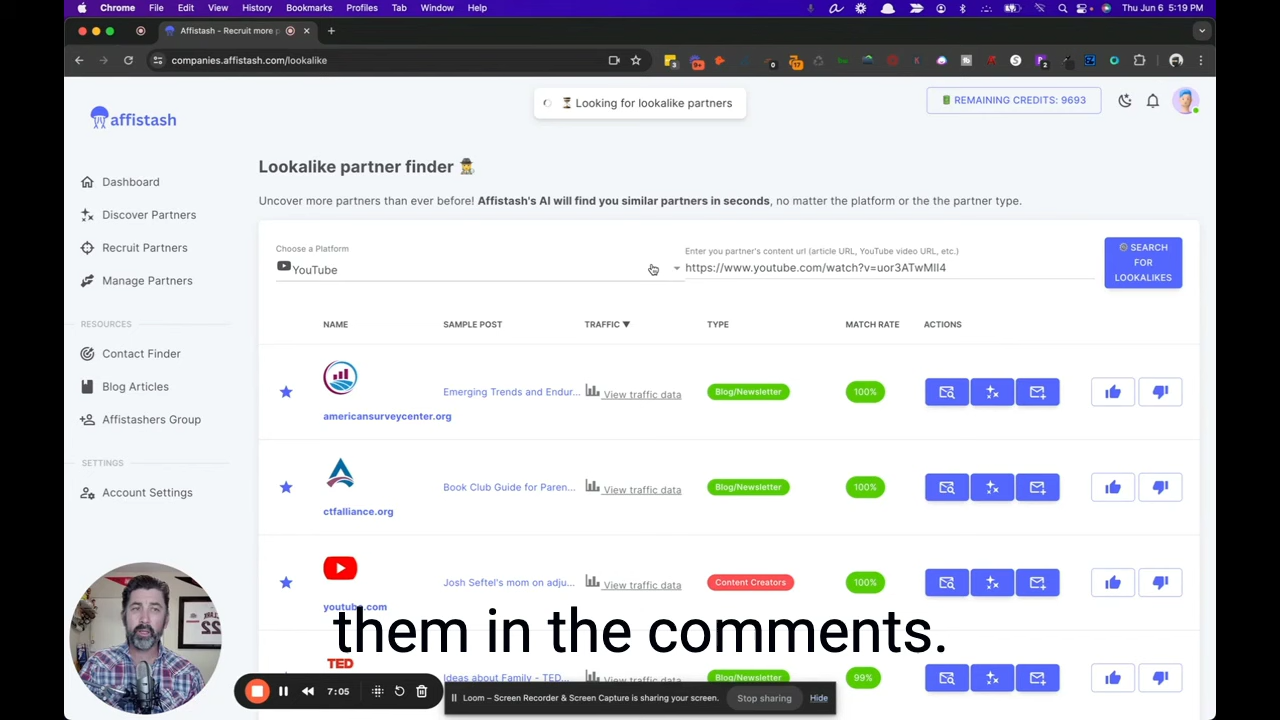 Chrome File Edit View History Bookmarks Profiles Tab Window Help Thu Jun 6 5:19 PM
Affistash - Recruit more p
companies.affistash.com/lookalike
affistash
Looking for lookalike partners
REMAINING CREDITS: 9693
Dashboard
Discover Partners
Recruit Partners
Manage Partners
RESOURCES
Contact Finder
Blog Articles
Affistashers Group
SETTINGS
Account Settings
Lookalike partner finder
Uncover more partners than ever before! Affistash's AI will find you similar partners in seconds, no matter the platform or the the partner type.
Choose a Platform
YouTube
Enter you partner's content url (article URL, YouTube video URL, etc.)
https://www.youtube.com/watch?v=uor3ATwMlI4
SEARCH
FOR
LOOKALIKES
NAME SAMPLE POST TRAFFIC ▼ TYPE MATCH RATE ACTIONS
americansurveycenter.org
Emerging Trends and Endur... View traffic data Blog/Newsletter 100%
ctfalliance.org
Book Club Guide for Paren... View traffic data Blog/Newsletter 100%
youtube.com
Josh Seftel's mom on adju... View traffic data Content Creators 100%
TED
Ideas about Family - TED... View traffic data Blog/Newsletter 99%
them in the comments.
7:05
Loom – Screen Recorder & Screen Capture is sharing your screen. Stop sharing Hide